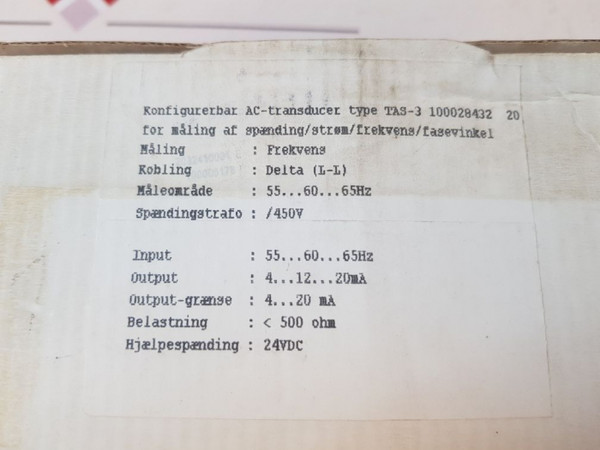 Konfigurerbar AC-transducer type TAS-3 100028432 20
for måling af spænding/strøm/frekvens/fasevinkel
Måling : Frekvens
Kobling : Delta (L-L)
Måleområde : 55...60...65Hz
Spændingstrafo : /450V
Input : 55...60...65Hz
Output : 4...12...20mA
Output-grænse : 4...20 mA
Belastning : < 500 ohm
Hjælpespænding : 24VDC